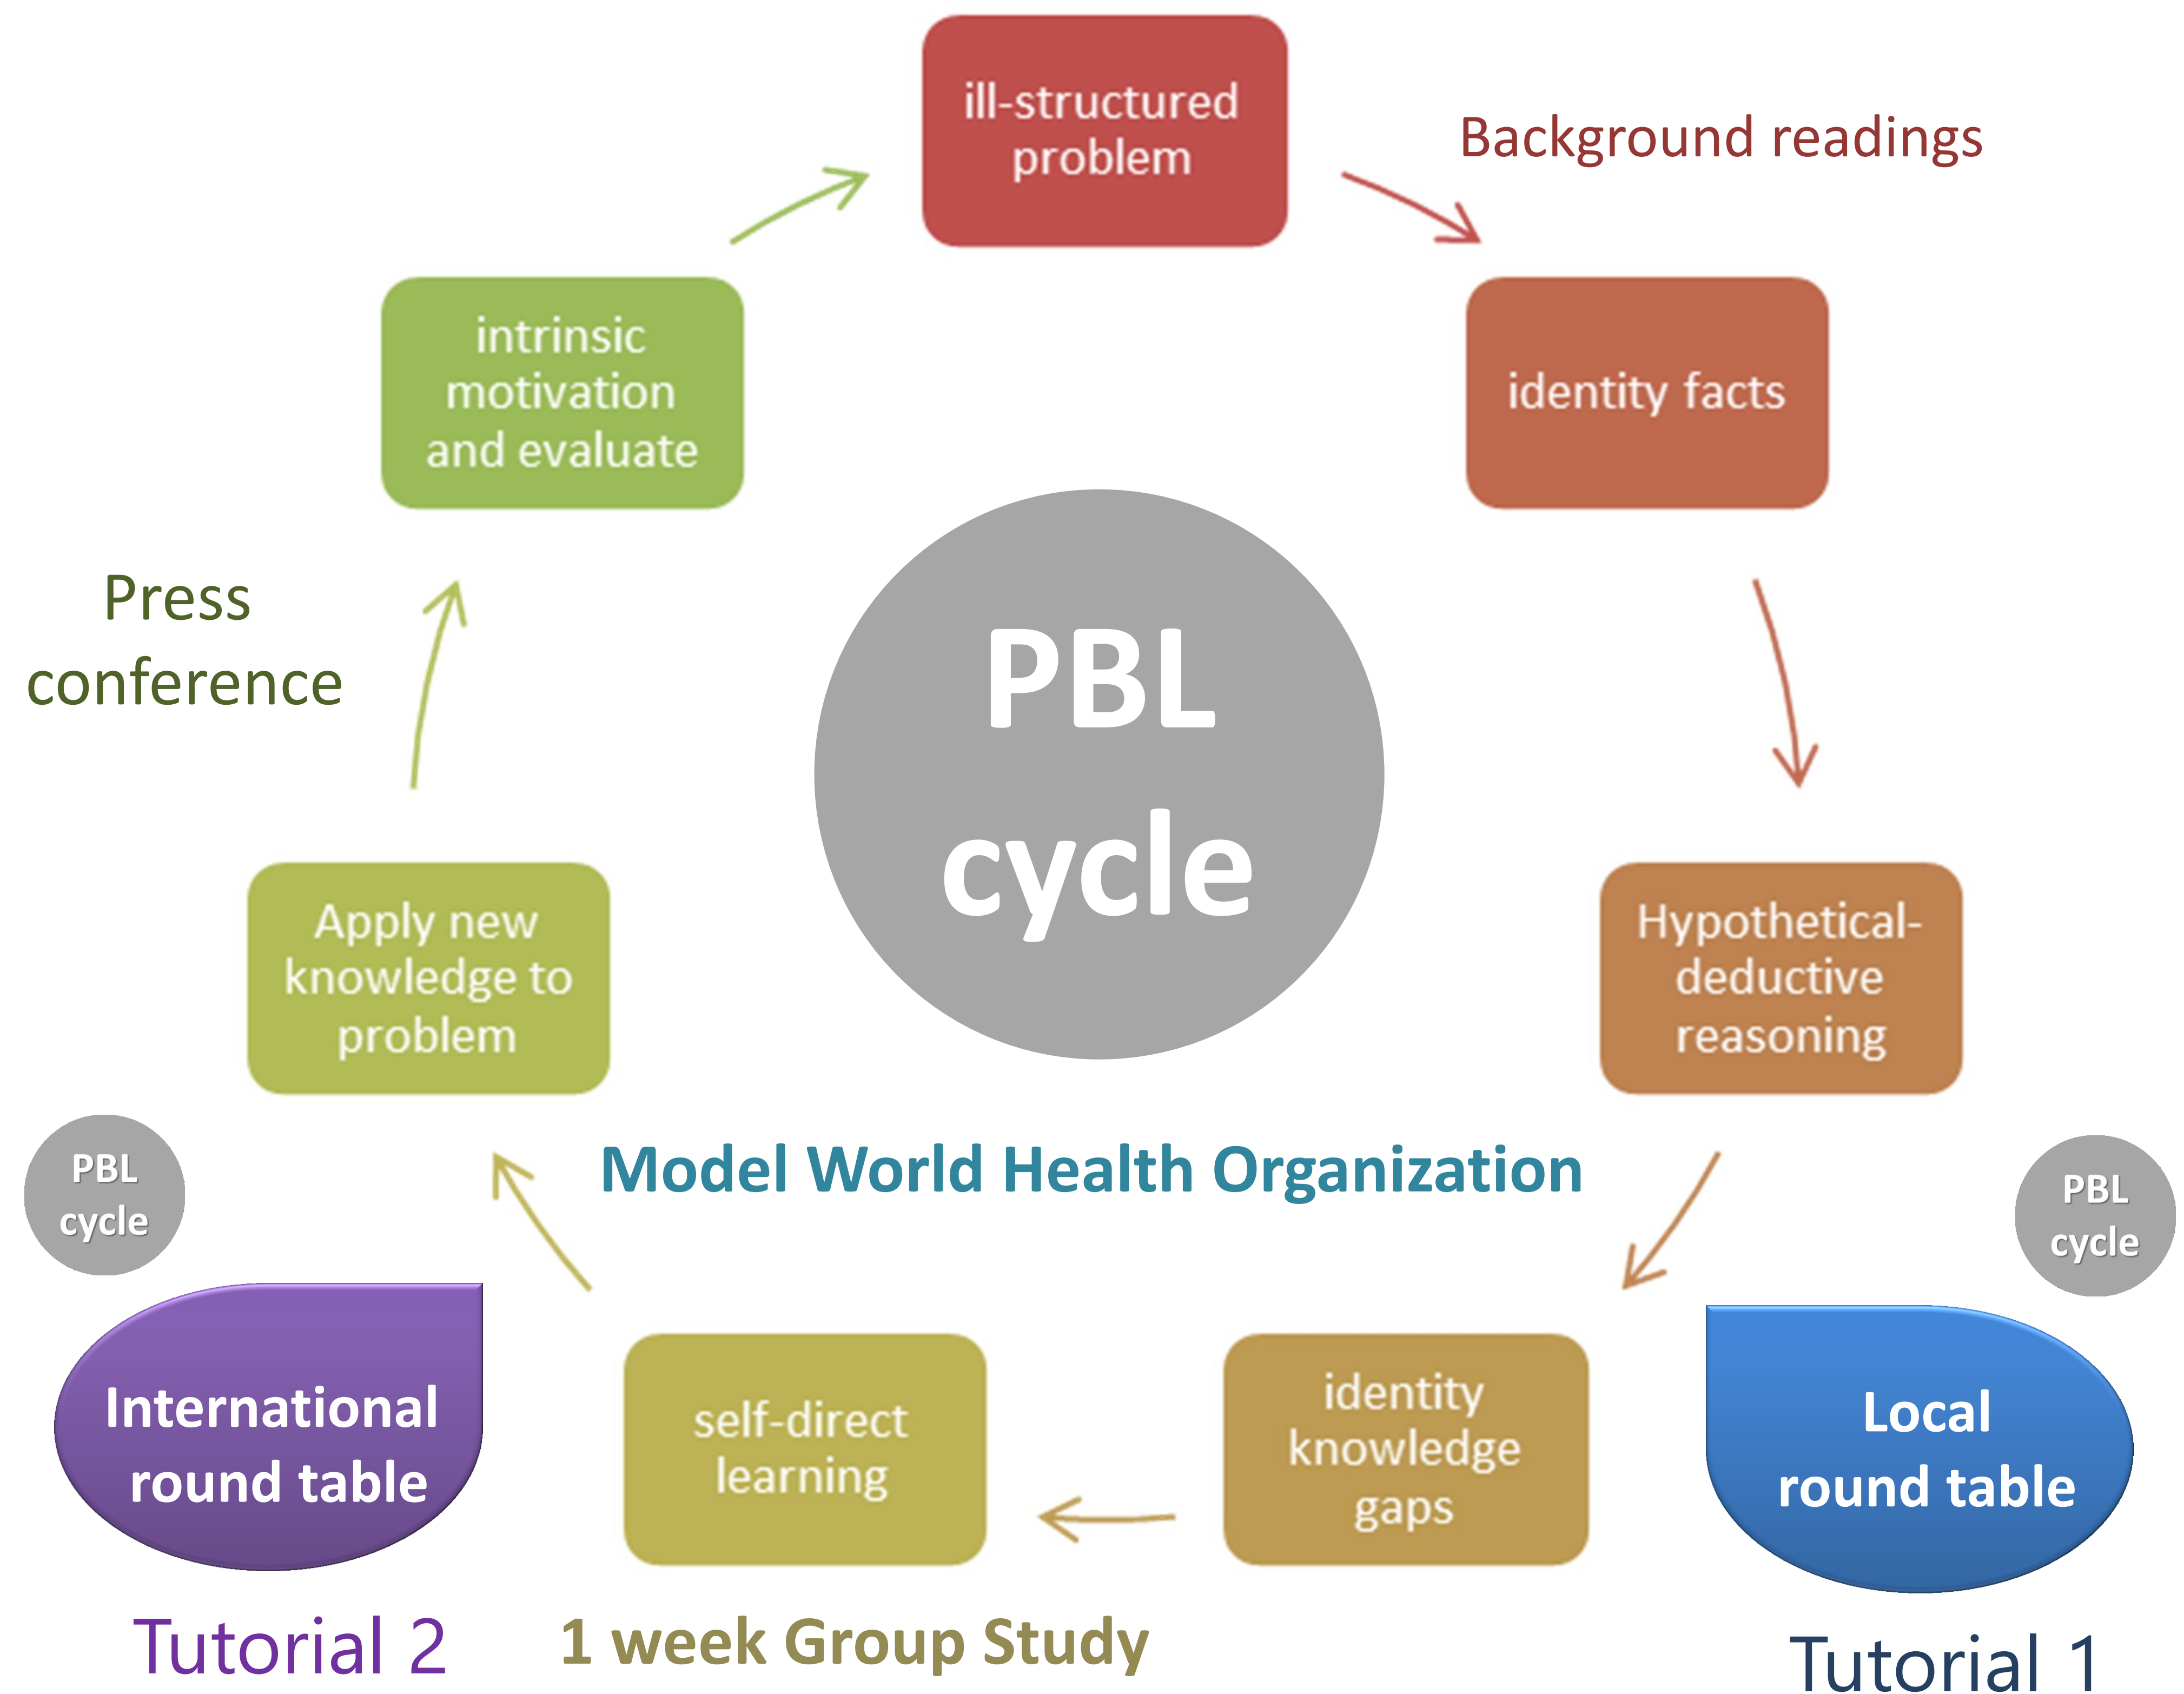 ill-structured
problem
Background readings
identity facts
Hypothetical-
deductive
reasoning
identity
knowledge
gaps
self-direct
learning
Apply new
knowledge to
problem
intrinsic
motivation
and evaluate
Press
conference
PBL
cycle
Model World Health Organization
PBL
cycle
Local
round table
Tutorial 1
1 week Group Study
PBL
cycle
International
round table
Tutorial 2